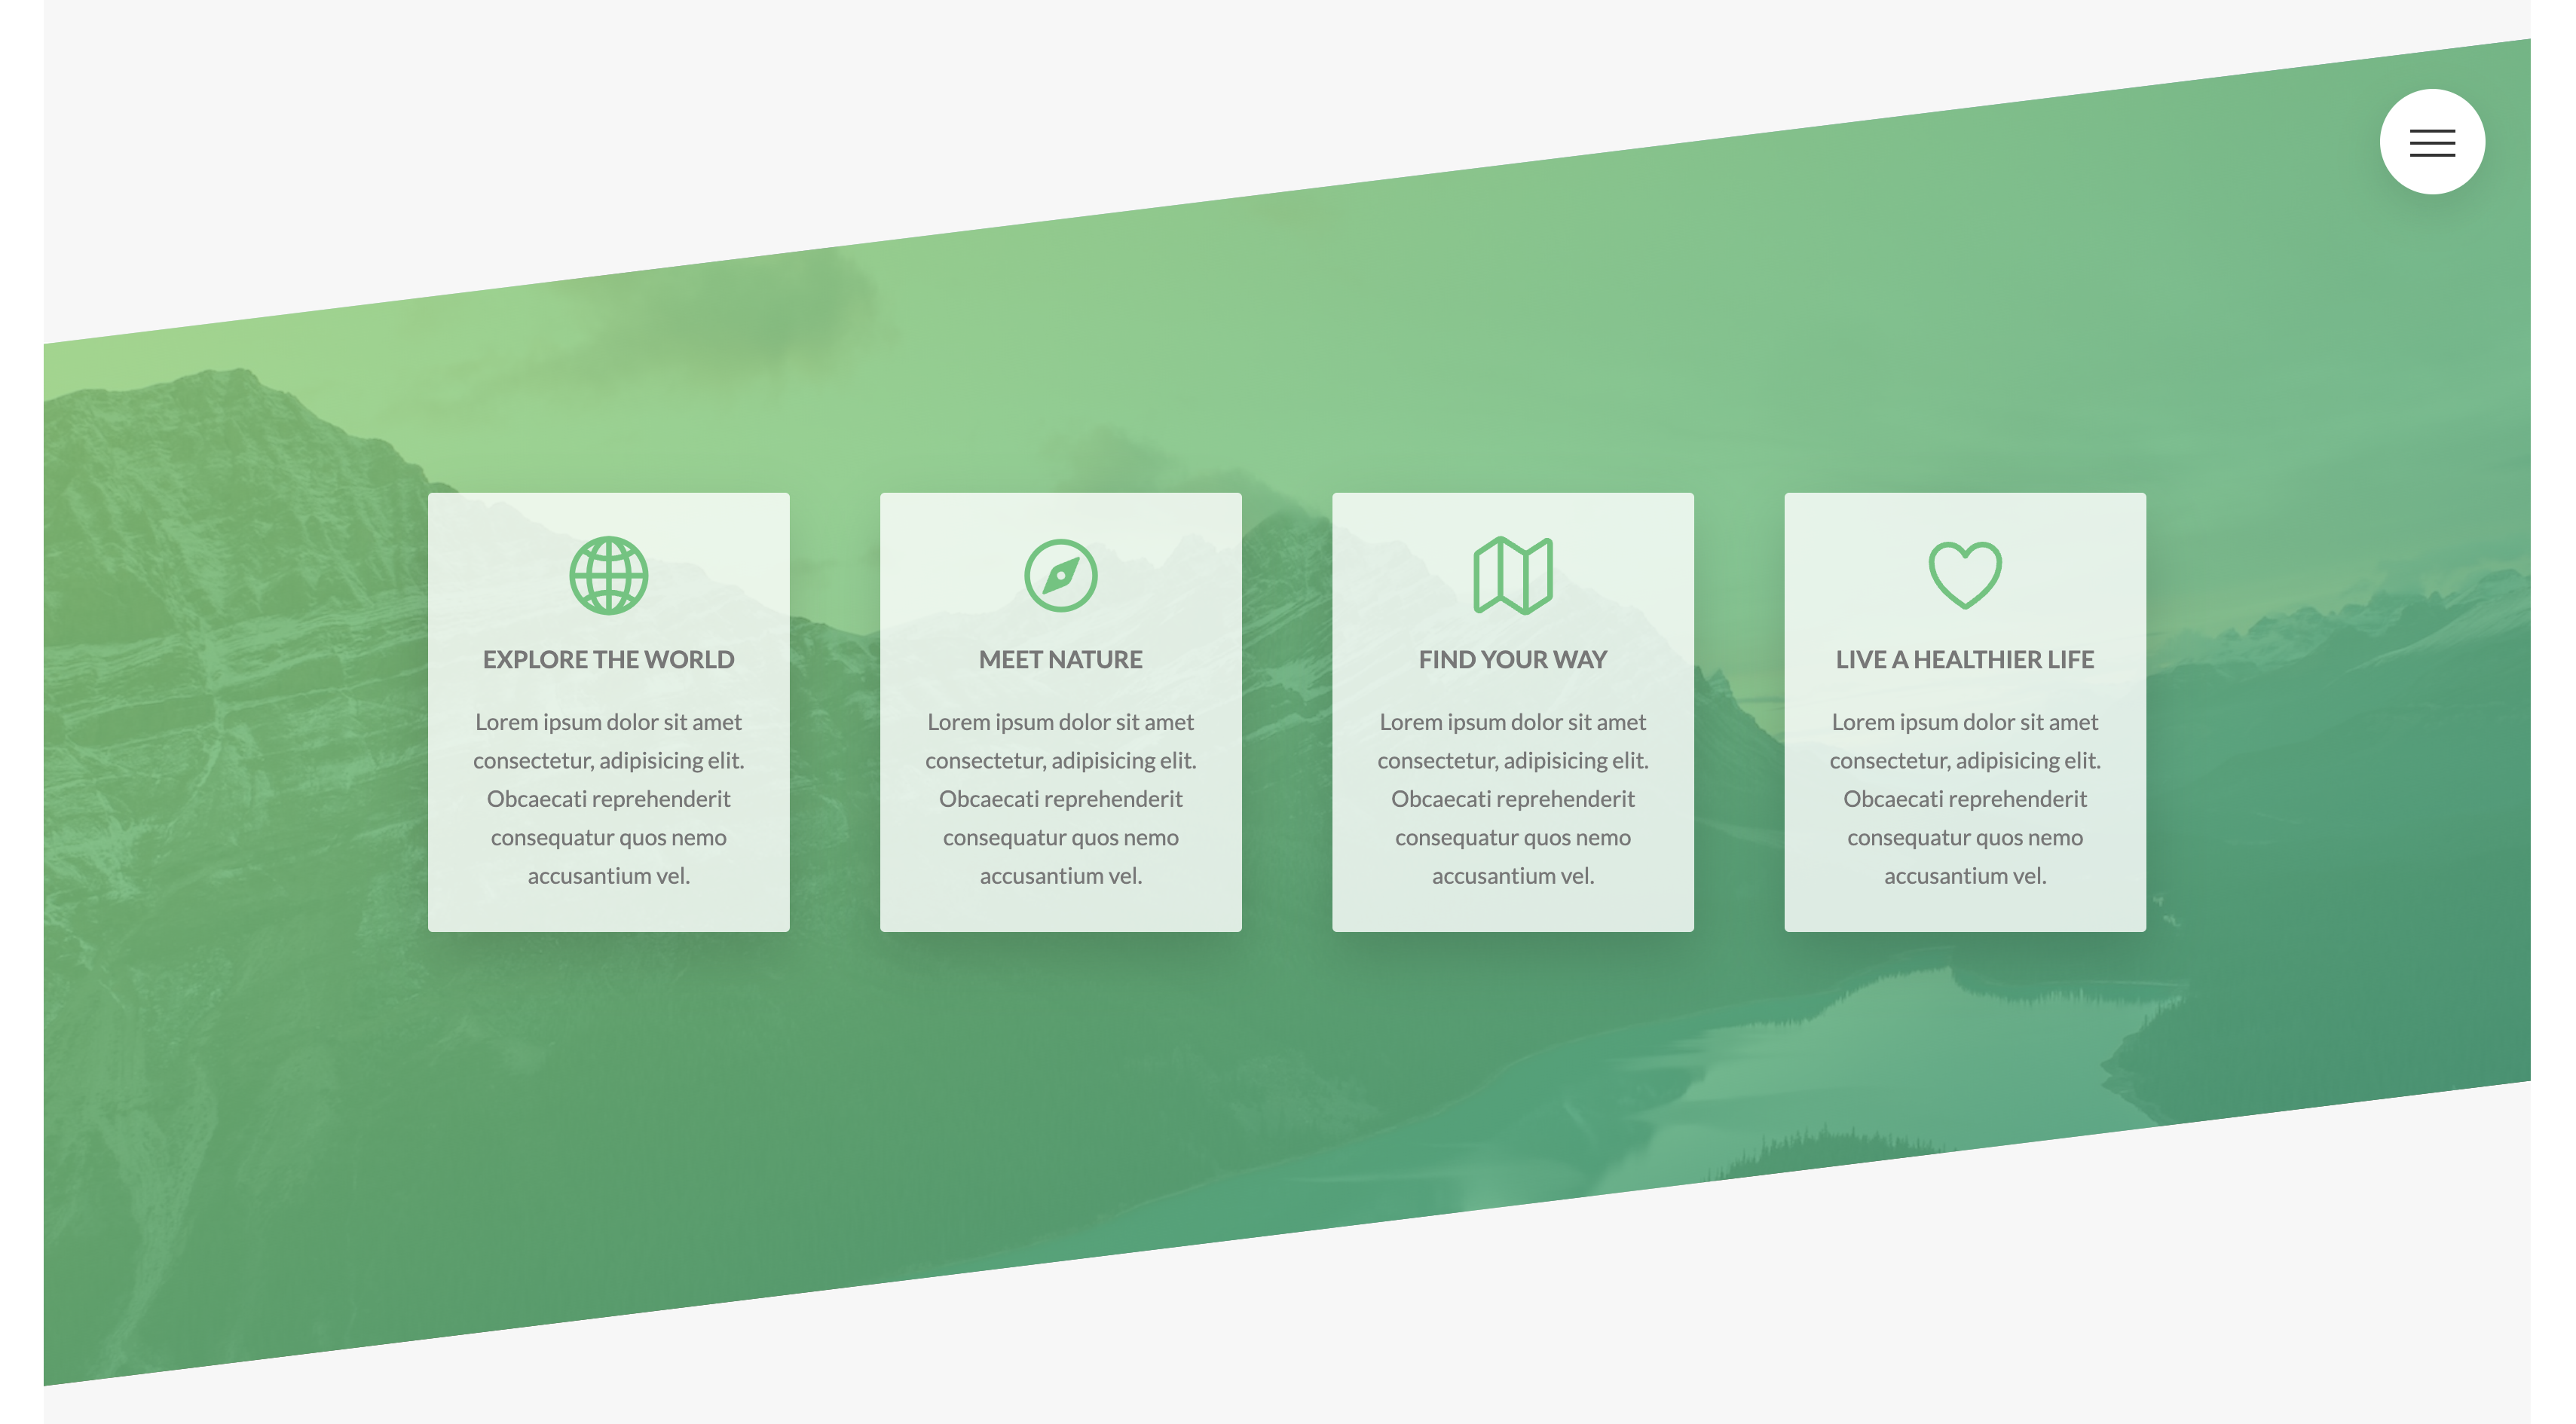 EXPLORE THE WORLD
Lorem ipsum dolor sit amet
consectetur, adipisicing elit.
Obcaecati reprehenderit
consequatur quos nemo
accusantium vel.
MEET NATURE
Lorem ipsum dolor sit amet
consectetur, adipisicing elit.
Obcaecati reprehenderit
consequatur quos nemo
accusantium vel.
FIND YOUR WAY
Lorem ipsum dolor sit amet
consectetur, adipisicing elit.
Obcaecati reprehenderit
consequatur quos nemo
accusantium vel.
LIVE A HEALTHIER LIFE
Lorem ipsum dolor sit amet
consectetur, adipisicing elit.
Obcaecati reprehenderit
consequatur quos nemo
accusantium vel.